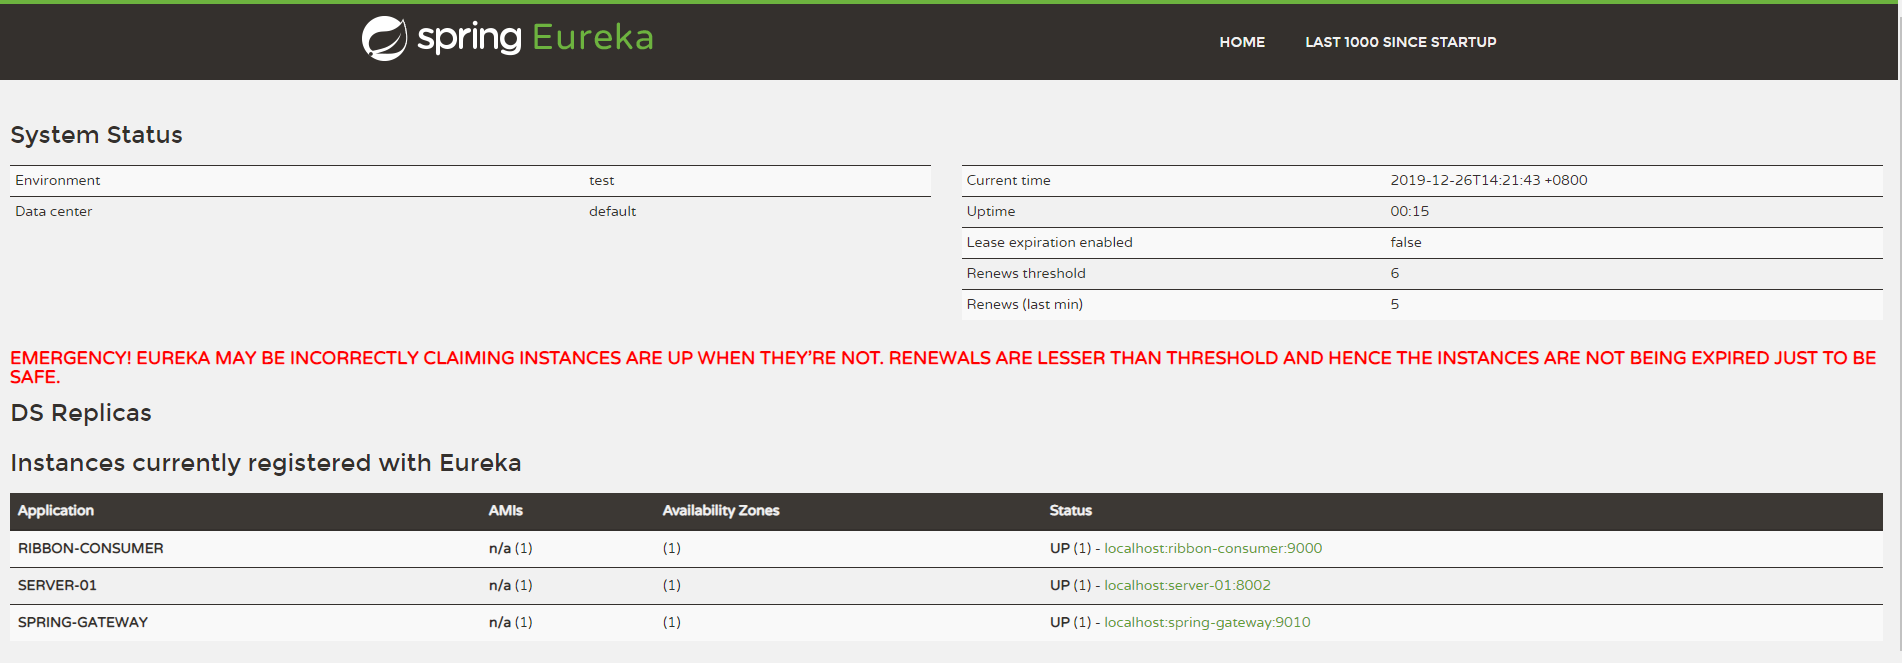 spring Eureka
HOME LAST 1000 SINCE STARTUP
System Status
Environment test
Data center default
Current time 2019-12-26T14:21:43 +0800
Uptime 00:15
Lease expiration enabled false
Renews threshold 6
Renews (last min) 5
EMERGENCY! EUREKA MAY BE INCORRECTLY CLAIMING INSTANCES ARE UP WHEN THEY'RE NOT. RENEWALS ARE LESSER THAN THRESHOLD AND HENCE THE INSTANCES ARE NOT BEING EXPIRED JUST TO BE
SAFE.
DS Replicas
Instances currently registered with Eureka
Application AMIs Availability Zones Status
RIBBON-CONSUMER n/a (1) (1) UP (1) - localhost:ribbon-consumer:9000
SERVER-01 n/a (1) (1) UP (1) - localhost:server-01:8002
SPRING-GATEWAY n/a (1) (1) UP (1) - localhost:spring-gateway:9010